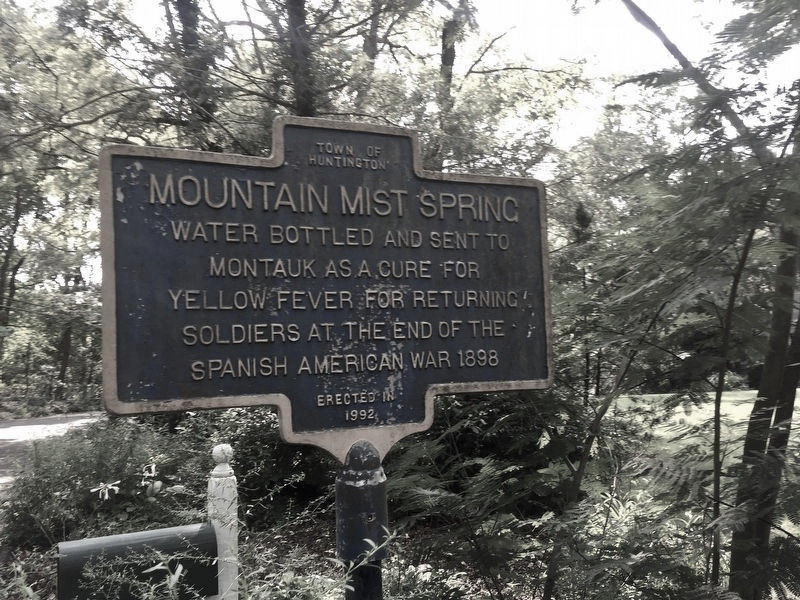 TOWN OF
HUNTINGTON
MOUNTAIN MIST SPRING
WATER BOTTLED AND SENT TO
MONTAUK AS A CURE FOR
YELLOW FEVER FOR RETURNING
SOLDIERS AT THE END OF THE
SPANISH AMERICAN WAR 1898
ERECTED IN
1992